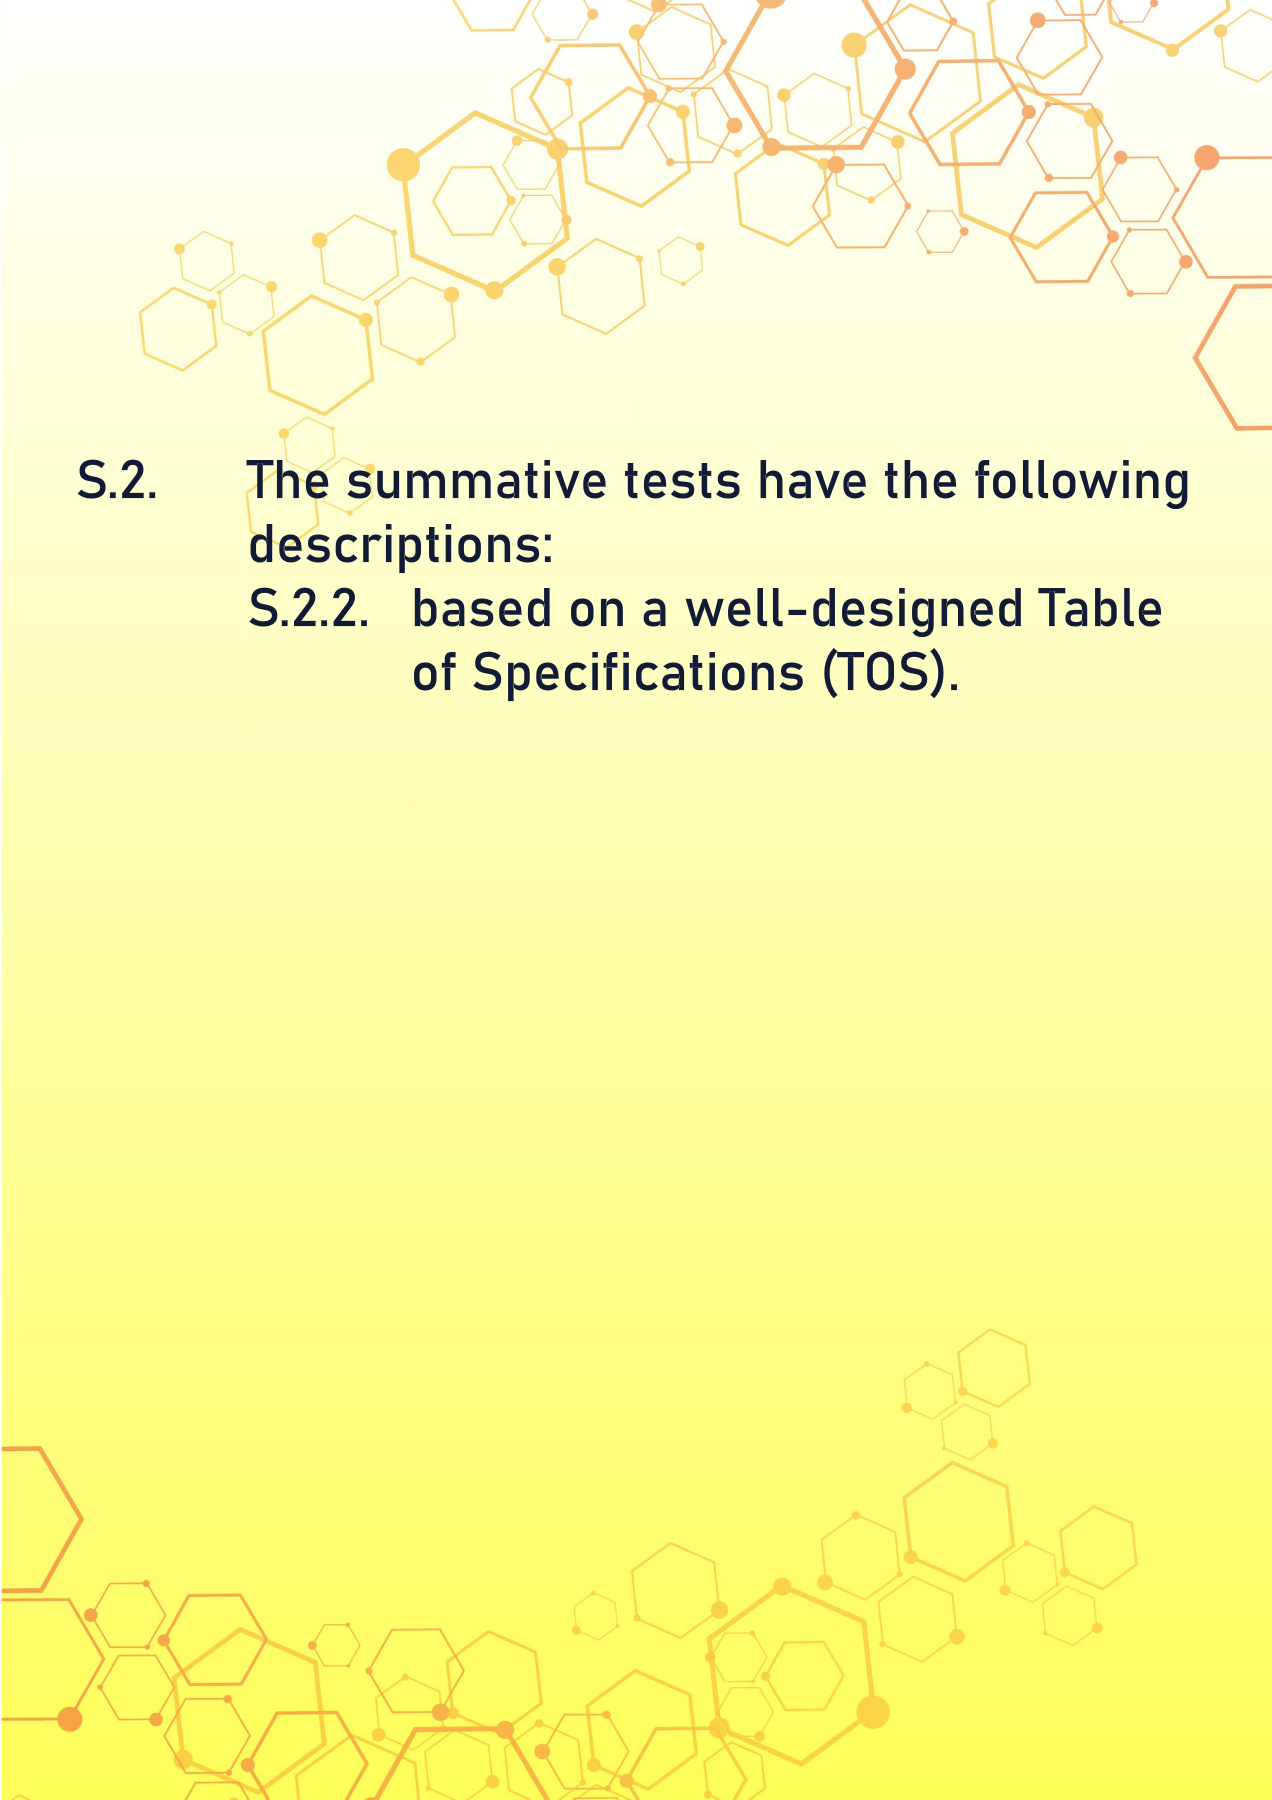 S.2. The summative tests have the following
descriptions:
S.2.2. based on a well-designed Table
of Specifications (TOS).